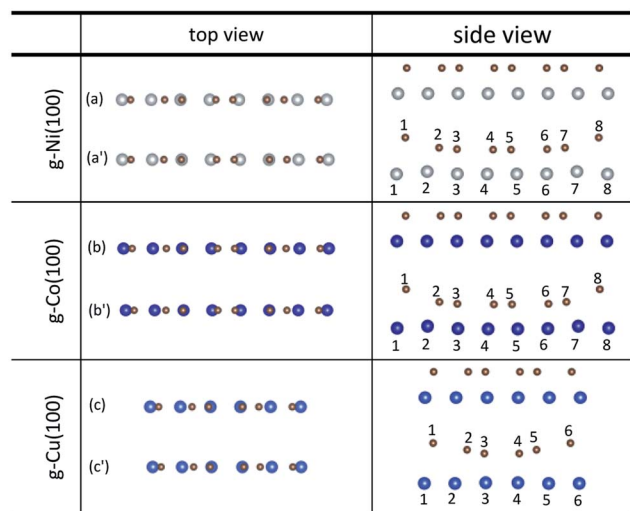 top view side view
g-Ni(100)
(a)
(a')
1 2 3 4 5 6 7 8
1 2 3 4 5 6 7 8
g-Co(100)
(b)
(b')
1 2 3 4 5 6 7 8
1 2 3 4 5 6 7 8
g-Cu(100)
(c)
(c')
1 2 3 4 5 6
1 2 3 4 5 6